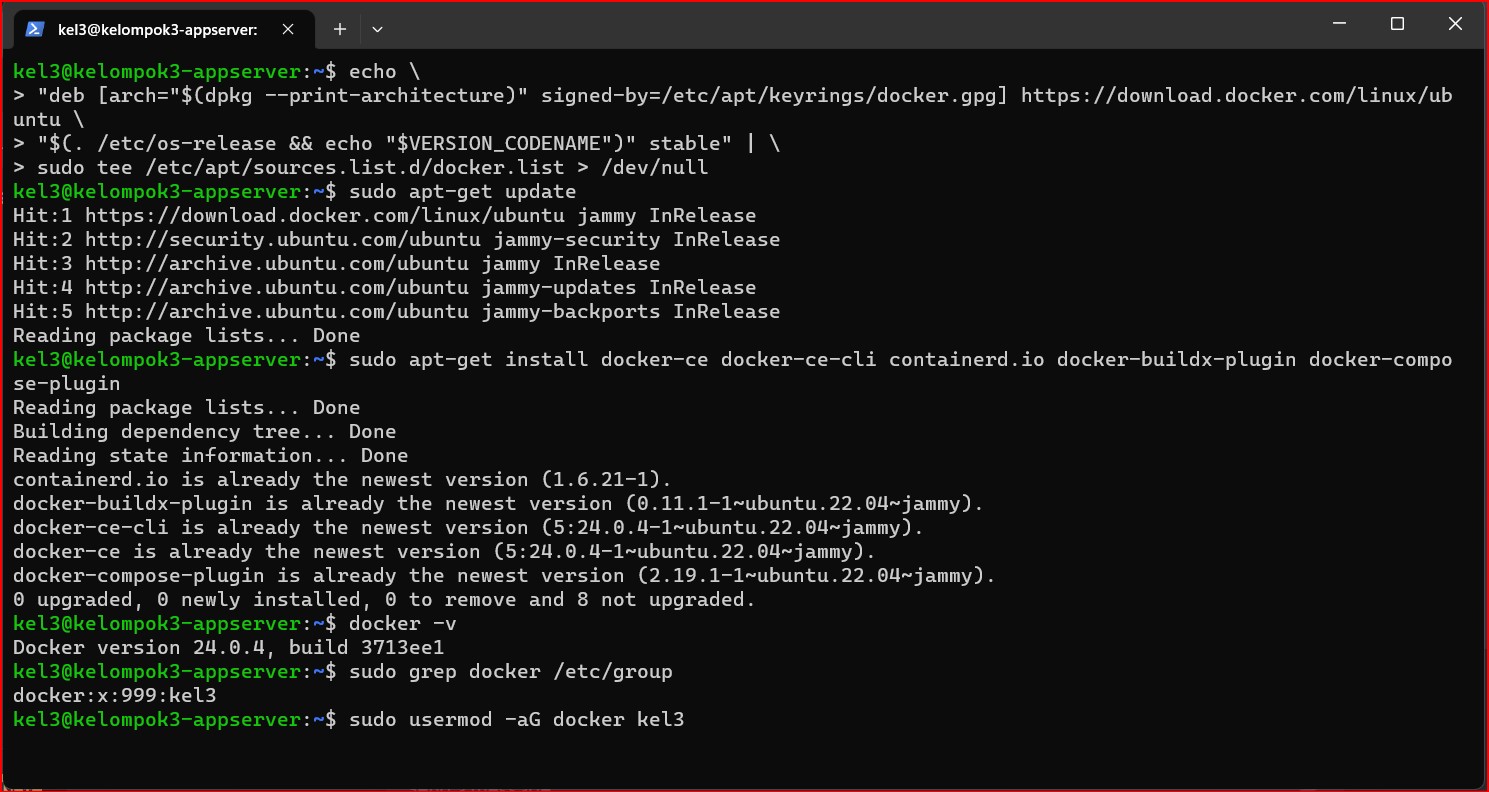 kel3@kelompok3-appserver:
kel3@kelompok3-appserver:~$ echo \
> "deb [arch="$(dpkg --print-architecture)" signed-by=/etc/apt/keyrings/docker.gpg] https://download.docker.com/linux/ub
untu \
> "$(. /etc/os-release && echo "$VERSION_CODENAME")" stable" | \
> sudo tee /etc/apt/sources.list.d/docker.list > /dev/null
kel3@kelompok3-appserver:~$ sudo apt-get update
Hit:1 https://download.docker.com/linux/ubuntu jammy InRelease
Hit:2 http://security.ubuntu.com/ubuntu jammy-security InRelease
Hit:3 http://archive.ubuntu.com/ubuntu jammy InRelease
Hit:4 http://archive.ubuntu.com/ubuntu jammy-updates InRelease
Hit:5 http://archive.ubuntu.com/ubuntu jammy-backports InRelease
Reading package lists... Done
kel3@kelompok3-appserver:~$ sudo apt-get install docker-ce docker-ce-cli containerd.io docker-buildx-plugin docker-compo
se-plugin
Reading package lists... Done
Building dependency tree... Done
Reading state information... Done
containerd.io is already the newest version (1.6.21-1).
docker-buildx-plugin is already the newest version (0.11.1-1~ubuntu.22.04~jammy).
docker-ce-cli is already the newest version (5:24.0.4-1~ubuntu.22.04~jammy).
docker-ce is already the newest version (5:24.0.4-1~ubuntu.22.04~jammy).
docker-compose-plugin is already the newest version (2.19.1-1~ubuntu.22.04~jammy).
0 upgraded, 0 newly installed, 0 to remove and 8 not upgraded.
kel3@kelompok3-appserver:~$ docker -v
Docker version 24.0.4, build 3713ee1
kel3@kelompok3-appserver:~$ sudo grep docker /etc/group
docker:x:999:kel3
kel3@kelompok3-appserver:~$ sudo usermod -aG docker kel3